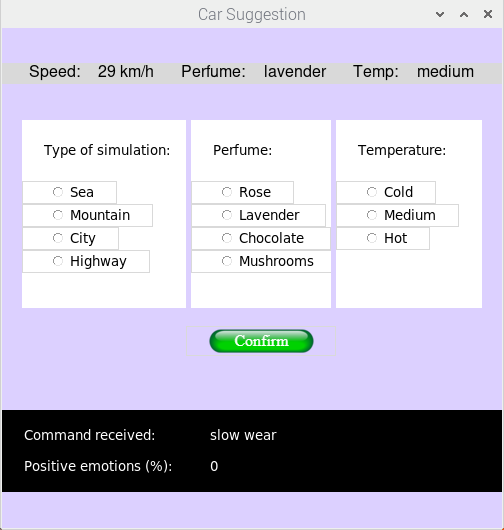 Car Suggestion
Speed: 29 km/h Perfume: lavender Temp: medium
Type of simulation:
Sea
Mountain
City
Highway
Perfume:
Rose
Lavender
Chocolate
Mushrooms
Temperature:
Cold
Medium
Hot
Confirm
Command received: slow wear
Positive emotions (%): 0